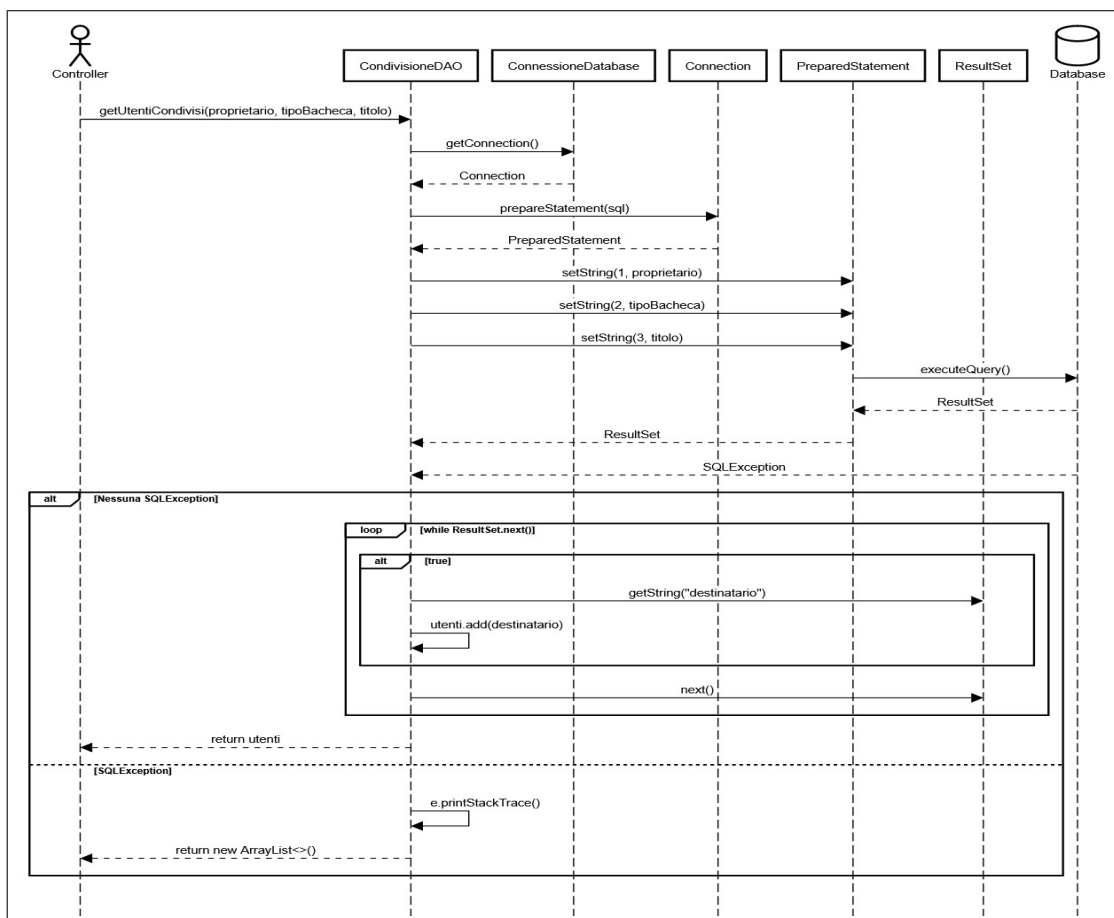 Controller
CondivisioneDAO
ConnessioneDatabase
Connection
PreparedStatement
ResultSet
Database
getUtentiCondivisi(proprietario, tipoBacheca, titolo)
getConnection()
Connection
prepareStatement(sql)
PreparedStatement
setString(1, proprietario)
setString(2, tipoBacheca)
setString(3, titolo)
executeQuery()
ResultSet
ResultSet
SQLException
alt [Nessuna SQLException]
loop [while ResultSet.next()]
alt [true]
getString("destinatario")
utenti.add(destinatario)
next()
return utenti
[SQLException]
e.printStackTrace()
return new ArrayList<>()